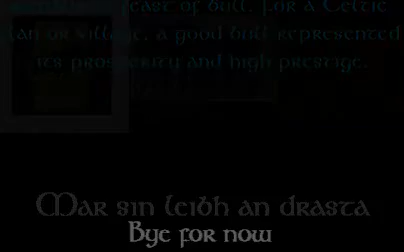 feast of bull. For a Celtic
clan or village, a good bull represented
its prosperity and high prestige.
Mar sin leibh an drasta
Bye for now